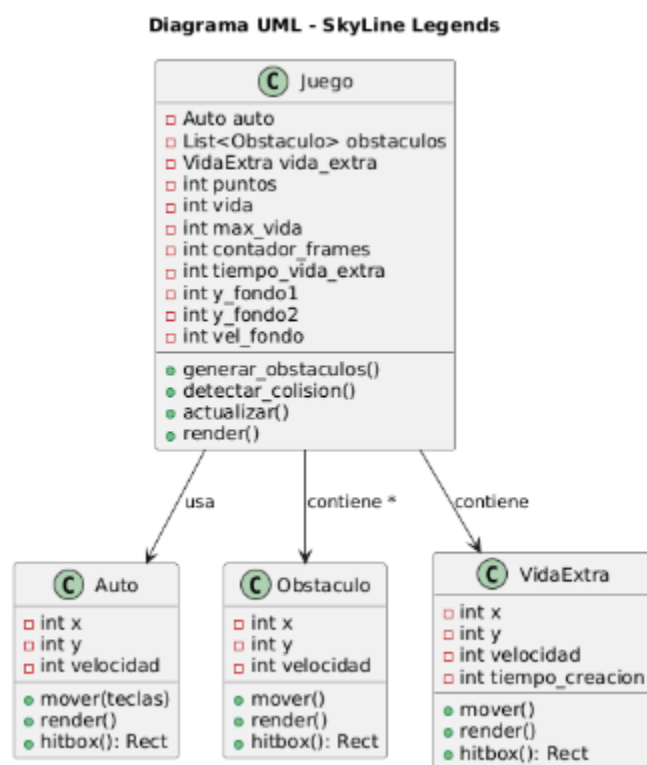 Diagrama UML - SkyLine Legends
C Juego
Auto auto
List<Obstaculo> obstaculos
VidaExtra vida_extra
int puntos
int vida
int max_vida
int contador_frames
int tiempo_vida_extra
int y_fondo1
int y_fondo2
int vel_fondo
generar_obstaculos()
detectar_colision()
actualizar()
render()
usa
contiene *
contiene
C Auto
int x
int y
int velocidad
mover(teclas)
render()
hitbox(): Rect
C Obstaculo
int x
int y
int velocidad
mover()
render()
hitbox(): Rect
C VidaExtra
int x
int y
int velocidad
int tiempo_creacion
mover()
render()
hitbox(): Rect